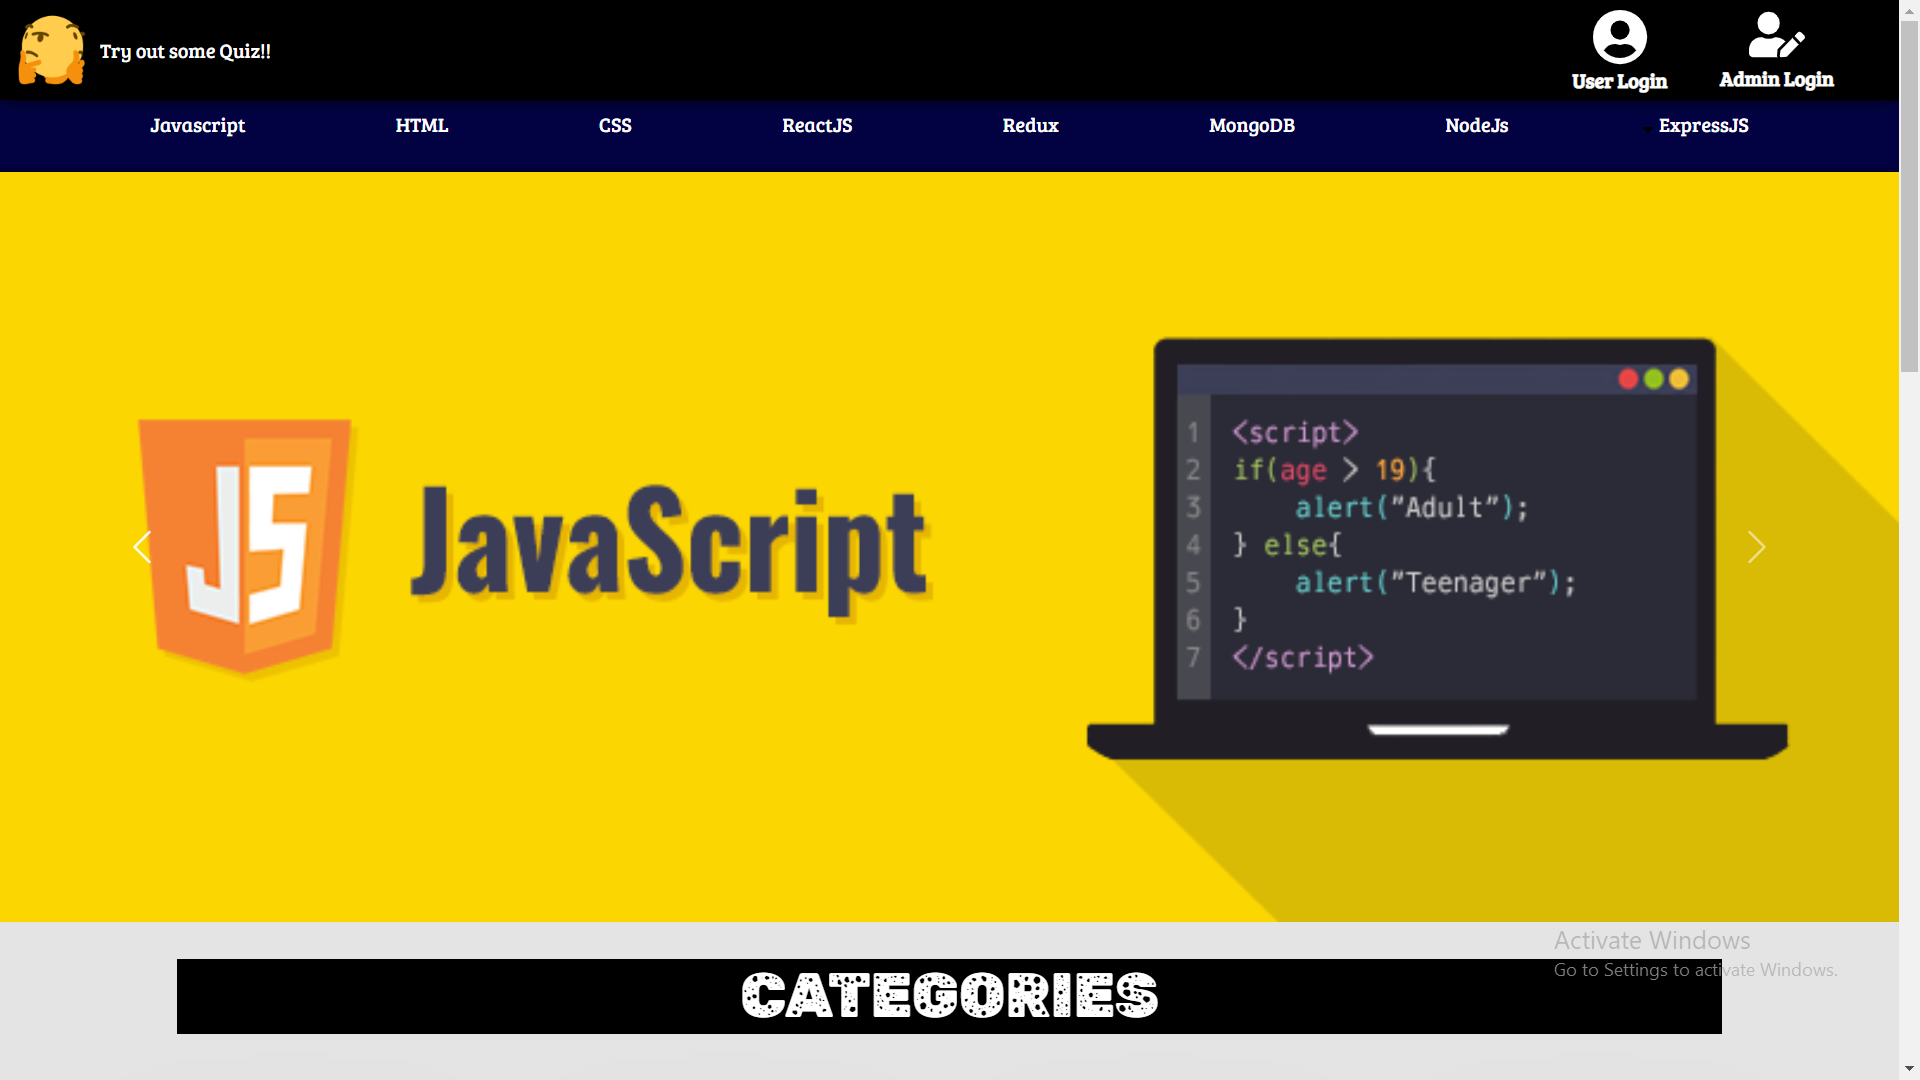 Try out some Quiz!!
User Login
Admin Login
Javascript HTML CSS ReactJS Redux MongoDB NodeJs ExpressJS
JS
JavaScript
1 <script>
2 if(age > 19){
3 alert("Adult");
4 } else{
5 alert("Teenager");
6 }
7 </script>
Activate Windows
Go to Settings to activate Windows.
CATEGORIES